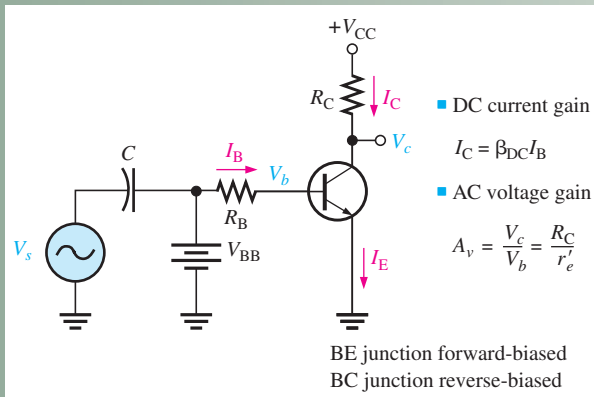 +V_CC
R_C
I_C
■ DC current gain
V_c
C
I_B
I_C = β_DC I_B
V_b
■ AC voltage gain
R_B
V_s
V_BB
I_E
A_v = V_c / V_b = R_C / r′_e
BE junction forward-biased
BC junction reverse-biased